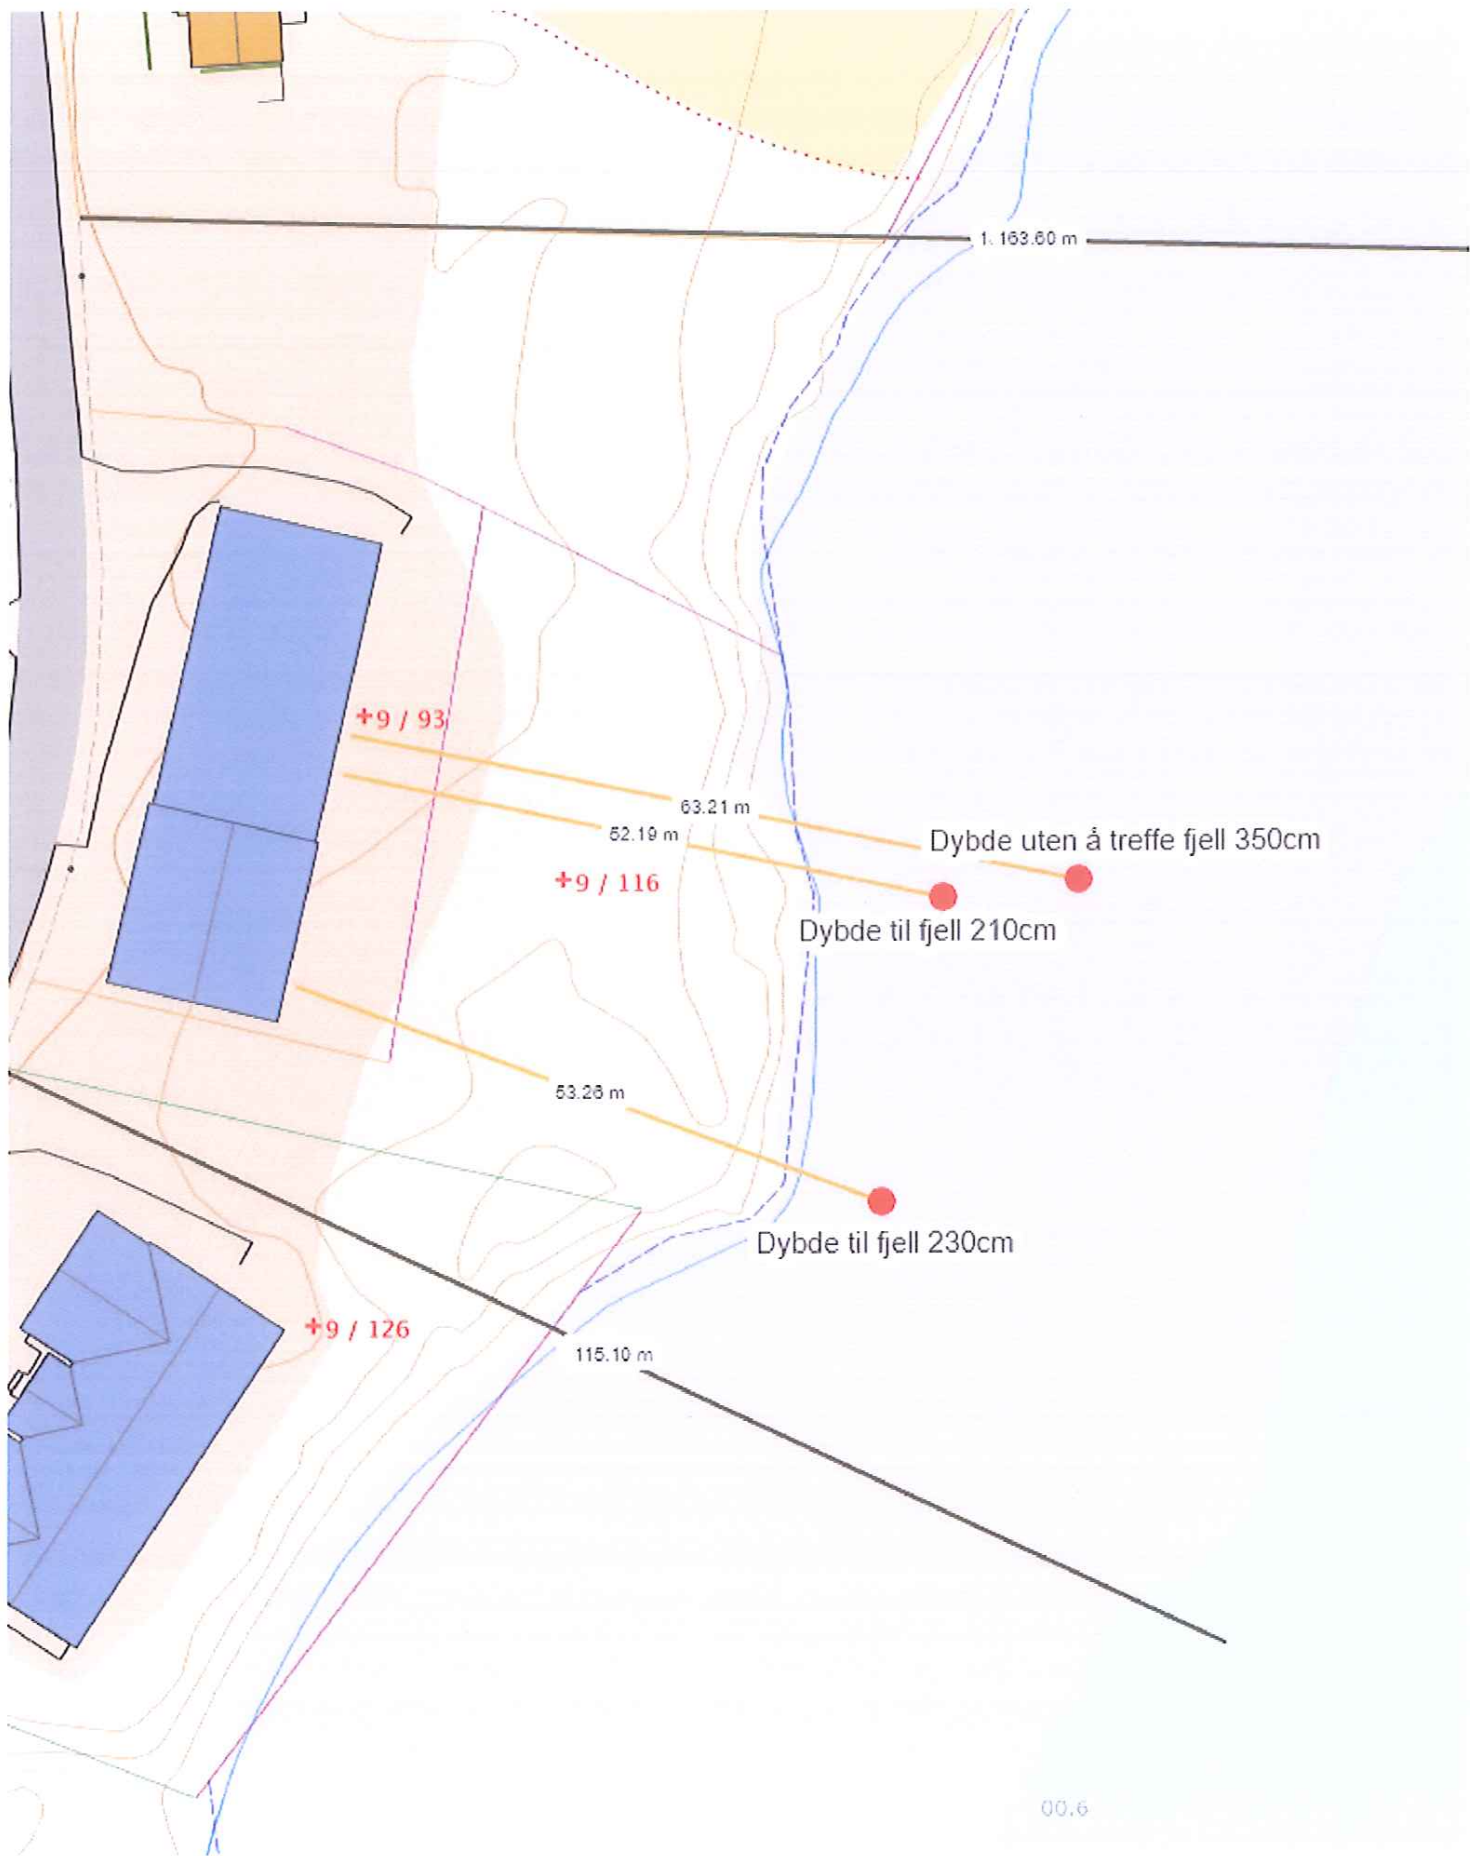 1. 163.60 m
+9 / 93
63.21 m
52.19 m
Dybde uten å treffe fjell 350cm
+9 / 116
Dybde til fjell 210cm
53.26 m
Dybde til fjell 230cm
+9 / 126
115.10 m
00.6